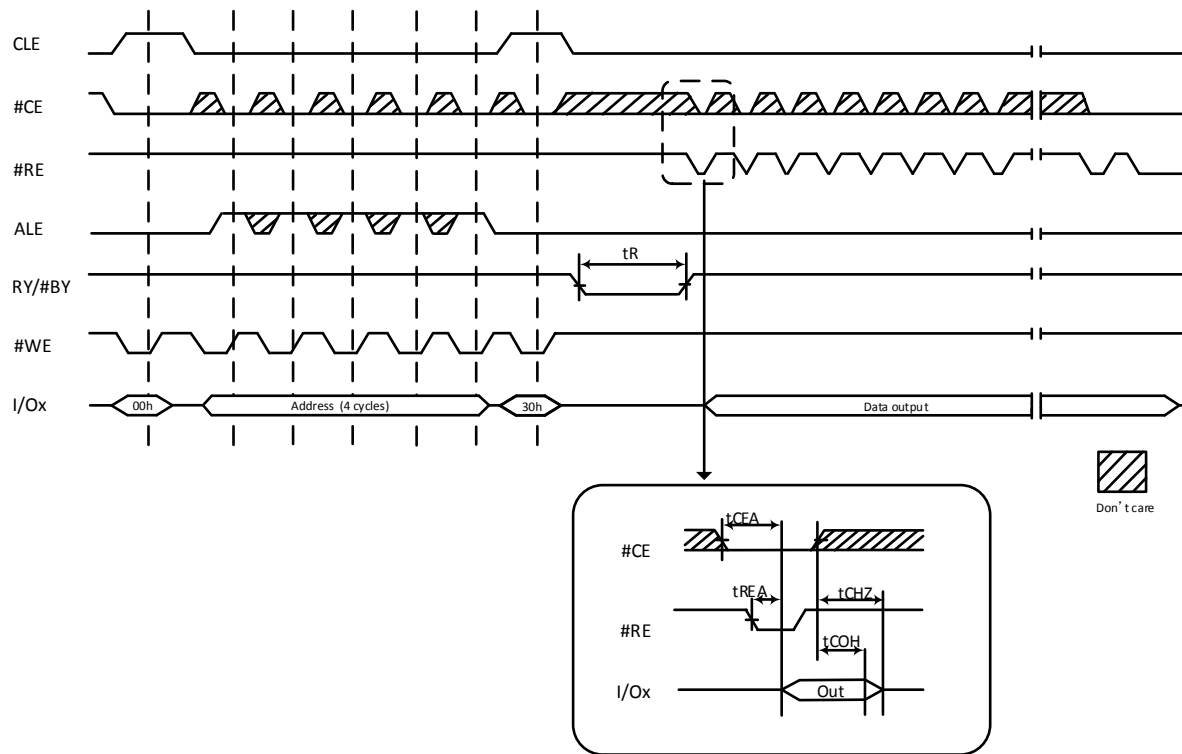 CLE
#CE
#RE
ALE
tR
RY/#BY
#WE
I/Ox
00h
Address (4 cycles)
30h
Data output
Don't care
tCEA
#CE
tREA
tCHZ
#RE
tCOH
I/Ox
Out